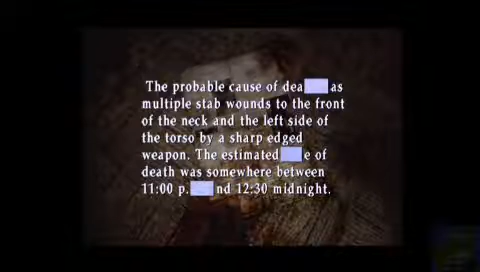 The probable cause of dea as
multiple stab wounds to the front
of the neck and the left side of
the torso by a sharp edged
weapon. The estimated e of
death was somewhere between
11:00 p. nd 12:30 midnight.